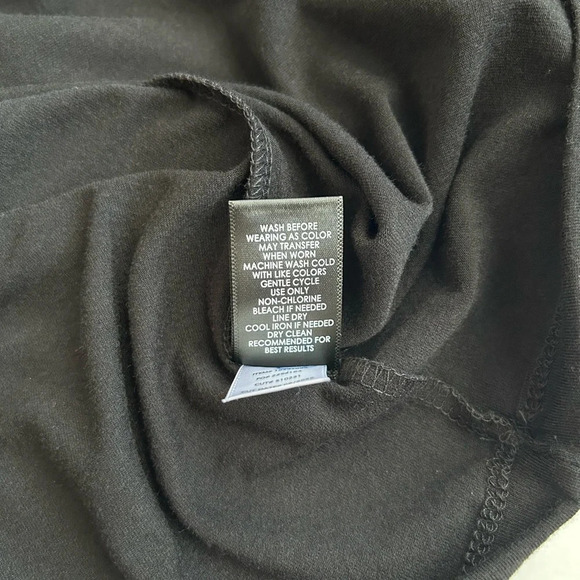 WASH BEFORE
WEARING AS COLOR
MAY TRANSFER
WHEN WORN
MACHINE WASH COLD
WITH LIKE COLORS
GENTLE CYCLE
USE ONLY
NON-CHLORINE
BLEACH IF NEEDED
LINE DRY
COOL IRON IF NEEDED
DRY CLEAN
RECOMMENDED FOR
BEST RESULTS